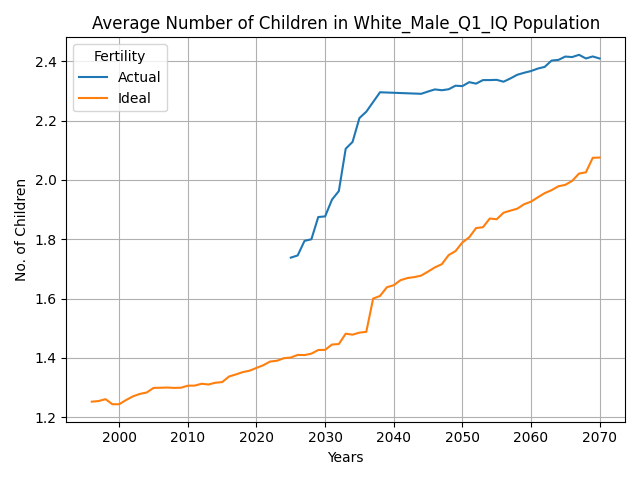 Average Number of Children in White_Male_Q1_IQ Population
Fertility
Actual
Ideal
No. of Children
2.4
2.2
2.0
1.8
1.6
1.4
1.2
2000 2010 2020 2030 2040 2050 2060 2070
Years